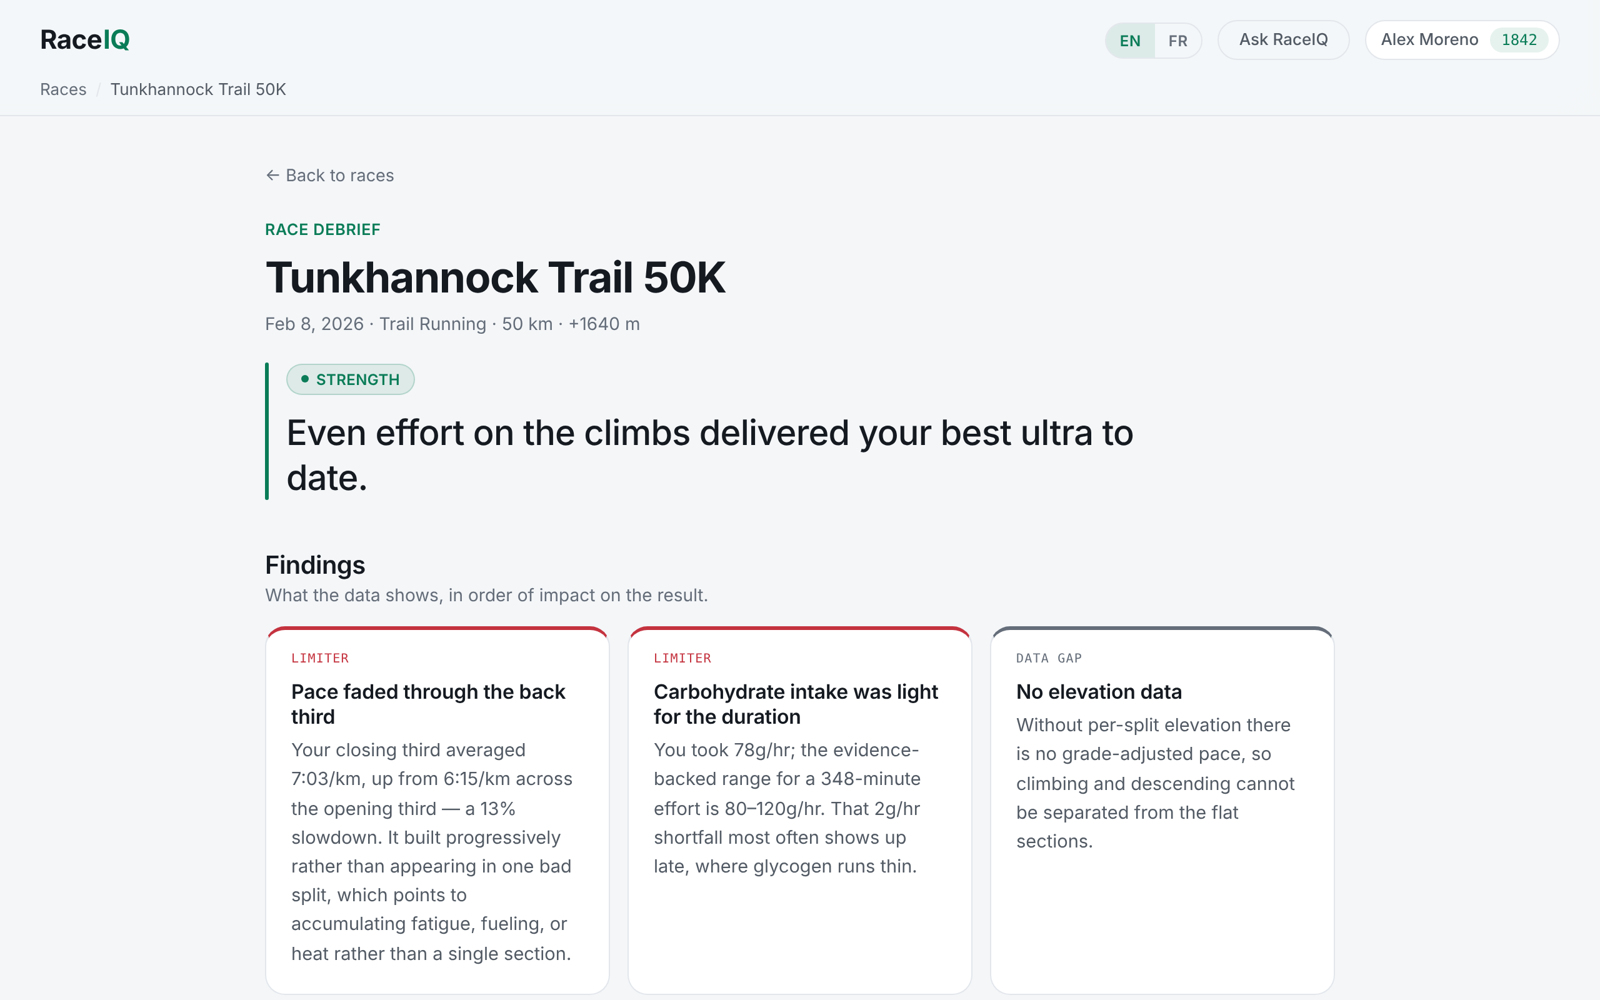 RaceIQ
EN FR
Ask RaceIQ
Alex Moreno 1842
Races / Tunkhannock Trail 50K
← Back to races
RACE DEBRIEF
Tunkhannock Trail 50K
Feb 8, 2026 · Trail Running · 50 km · +1640 m
STRENGTH
Even effort on the climbs delivered your best ultra to
date.
Findings
What the data shows, in order of impact on the result.
LIMITER
Pace faded through the back
third
Your closing third averaged
7:03/km, up from 6:15/km across
the opening third — a 13%
slowdown. It built progressively
rather than appearing in one bad
split, which points to
accumulating fatigue, fueling, or
heat rather than a single section.
LIMITER
Carbohydrate intake was light
for the duration
You took 78g/hr; the evidence-
backed range for a 348-minute
effort is 80–120g/hr. That 2g/hr
shortfall most often shows up
late, where glycogen runs thin.
DATA GAP
No elevation data
Without per-split elevation there
is no grade-adjusted pace, so
climbing and descending cannot
be separated from the flat
sections.